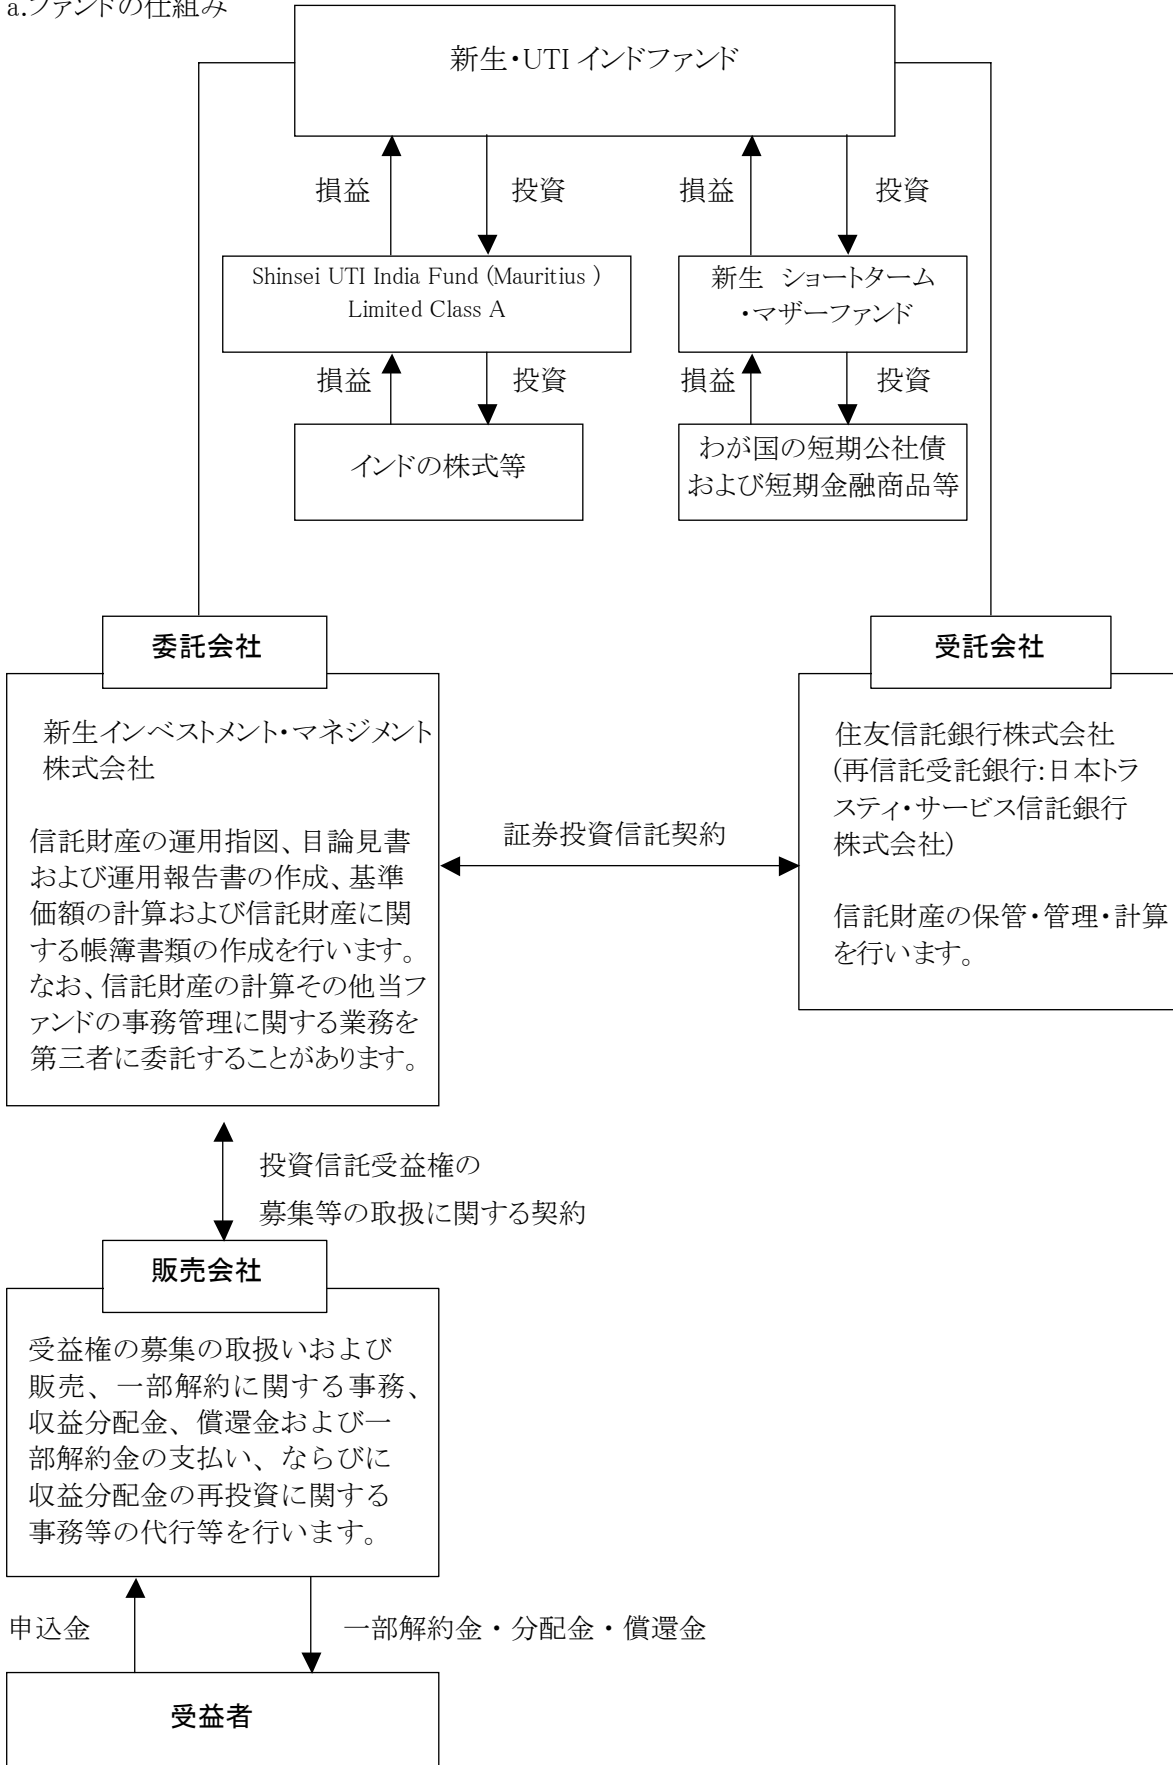 a.ファンドの仕組み
新生・UTI インドファンド
損益
投資
損益
投資
Shinsei UTI India Fund (Mauritius )
Limited Class A
新生 ショートターム
・マザーファンド
損益
投資
損益
投資
インドの株式等
わが国の短期公社債
および短期金融商品等
委託会社
新生インベストメント・マネジメント
株式会社
信託財産の運用指図、目論見書
および運用報告書の作成、基準
価額の計算および信託財産に関
する帳簿書類の作成を行います。
なお、信託財産の計算その他当フ
ァンドの事務管理に関する業務を
第三者に委託することがあります。
証券投資信託契約
受託会社
住友信託銀行株式会社
(再信託受託銀行:日本トラ
スティ・サービス信託銀行
株式会社)
信託財産の保管・管理・計算
を行います。
投資信託受益権の
募集等の取扱に関する契約
販売会社
受益権の募集の取扱いおよび
販売、一部解約に関する事務、
収益分配金、償還金および一
部解約金の支払い、ならびに
収益分配金の再投資に関する
事務等の代行等を行います。
申込金
一部解約金・分配金・償還金
受益者